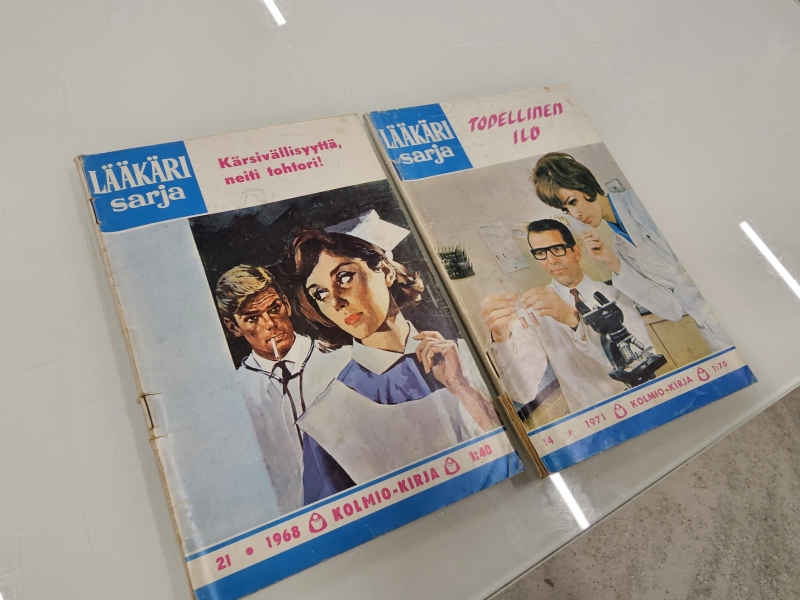 LÄÄKÄRI
sarja
Kärsivällisyyttä,
neiti tohtori!
21 • 1968 KOLMIO-KIRJA 1:40
LÄÄKÄRI
sarja
TODELLINEN
ILO
14 ★ 1971 KOLMIO-KIRJA 1:70